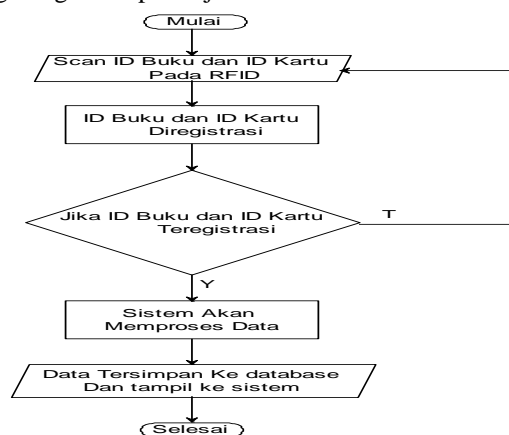 Mulai
Scan ID Buku dan ID Kartu
Pada RFID
ID Buku dan ID Kartu
Diregistrasi
Jika ID Buku dan ID Kartu
Teregistrasi
T
Y
Sistem Akan
Memproses Data
Data Tersimpan Ke database
Dan tampil ke sistem
Selesai